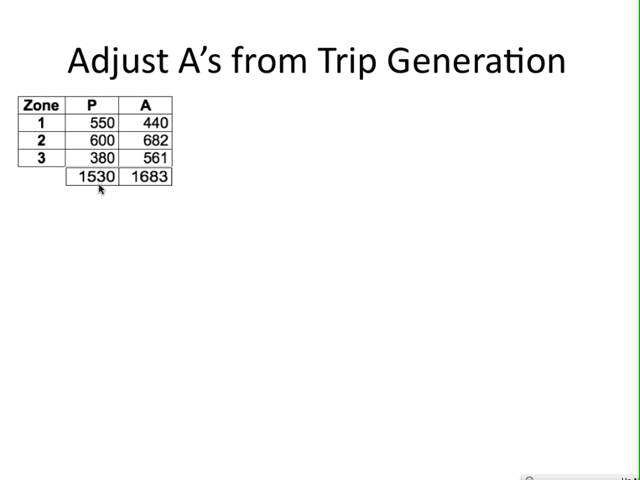 Adjust A's from Trip Generation
Zone P A
1 550 440
2 600 682
3 380 561
1530 1683